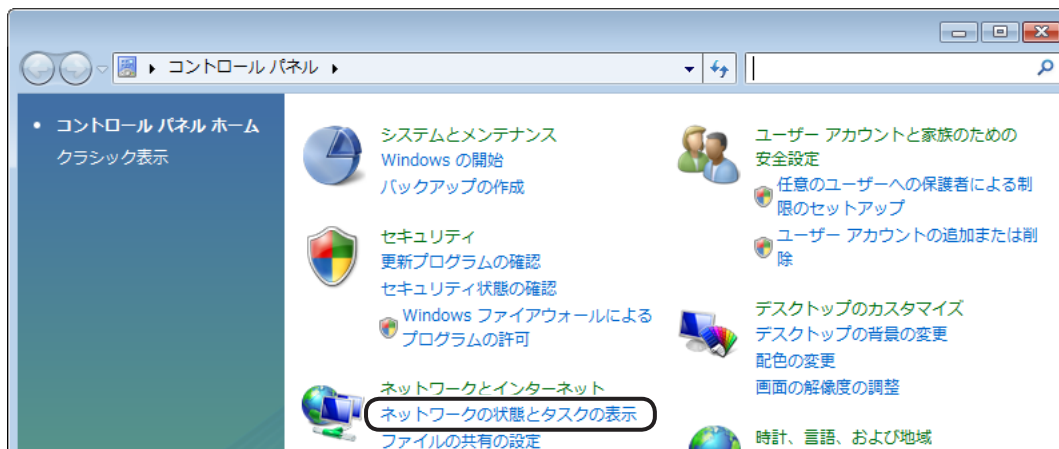 コントロール パネル
コントロール パネル ホーム
クラシック表示
システムとメンテナンス
Windows の開始
バックアップの作成
セキュリティ
更新プログラムの確認
セキュリティ状態の確認
Windows ファイアウォールによる
プログラムの許可
ネットワークとインターネット
ネットワークの状態とタスクの表示
ファイルの共有の設定
ユーザー アカウントと家族のための
安全設定
任意のユーザーへの保護者による制
限のセットアップ
ユーザー アカウントの追加または削
除
デスクトップのカスタマイズ
デスクトップの背景の変更
配色の変更
画面の解像度の調整
時計、言語、および地域